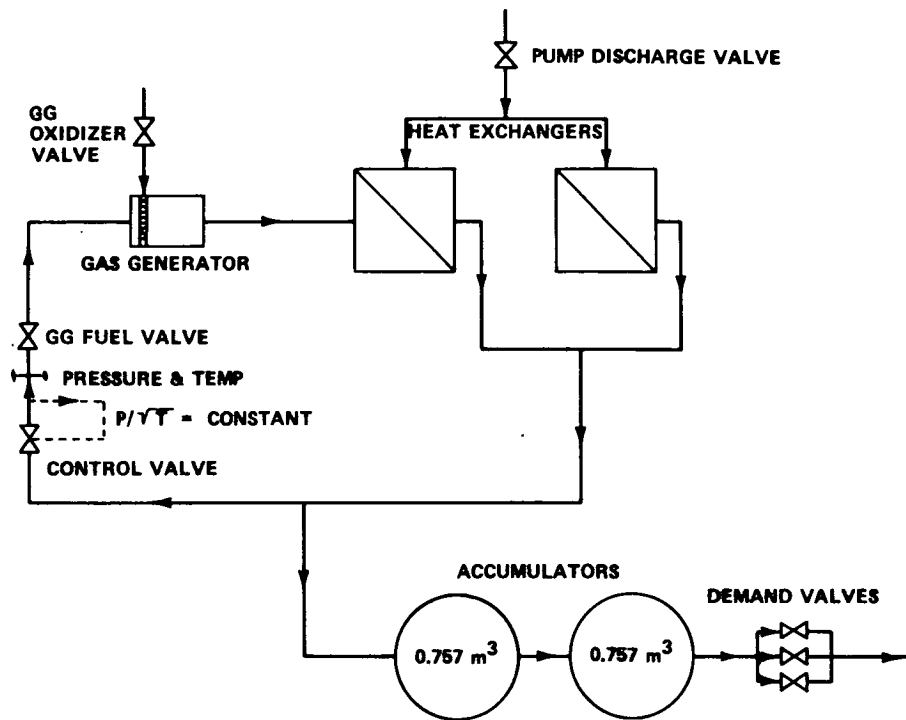 PUMP DISCHARGE VALVE
GG
OXIDIZER
VALVE
HEAT EXCHANGERS
GAS GENERATOR
GG FUEL VALVE
PRESSURE & TEMP
P/√T = CONSTANT
CONTROL VALVE
ACCUMULATORS
DEMAND VALVES
0.757 m³
0.757 m³